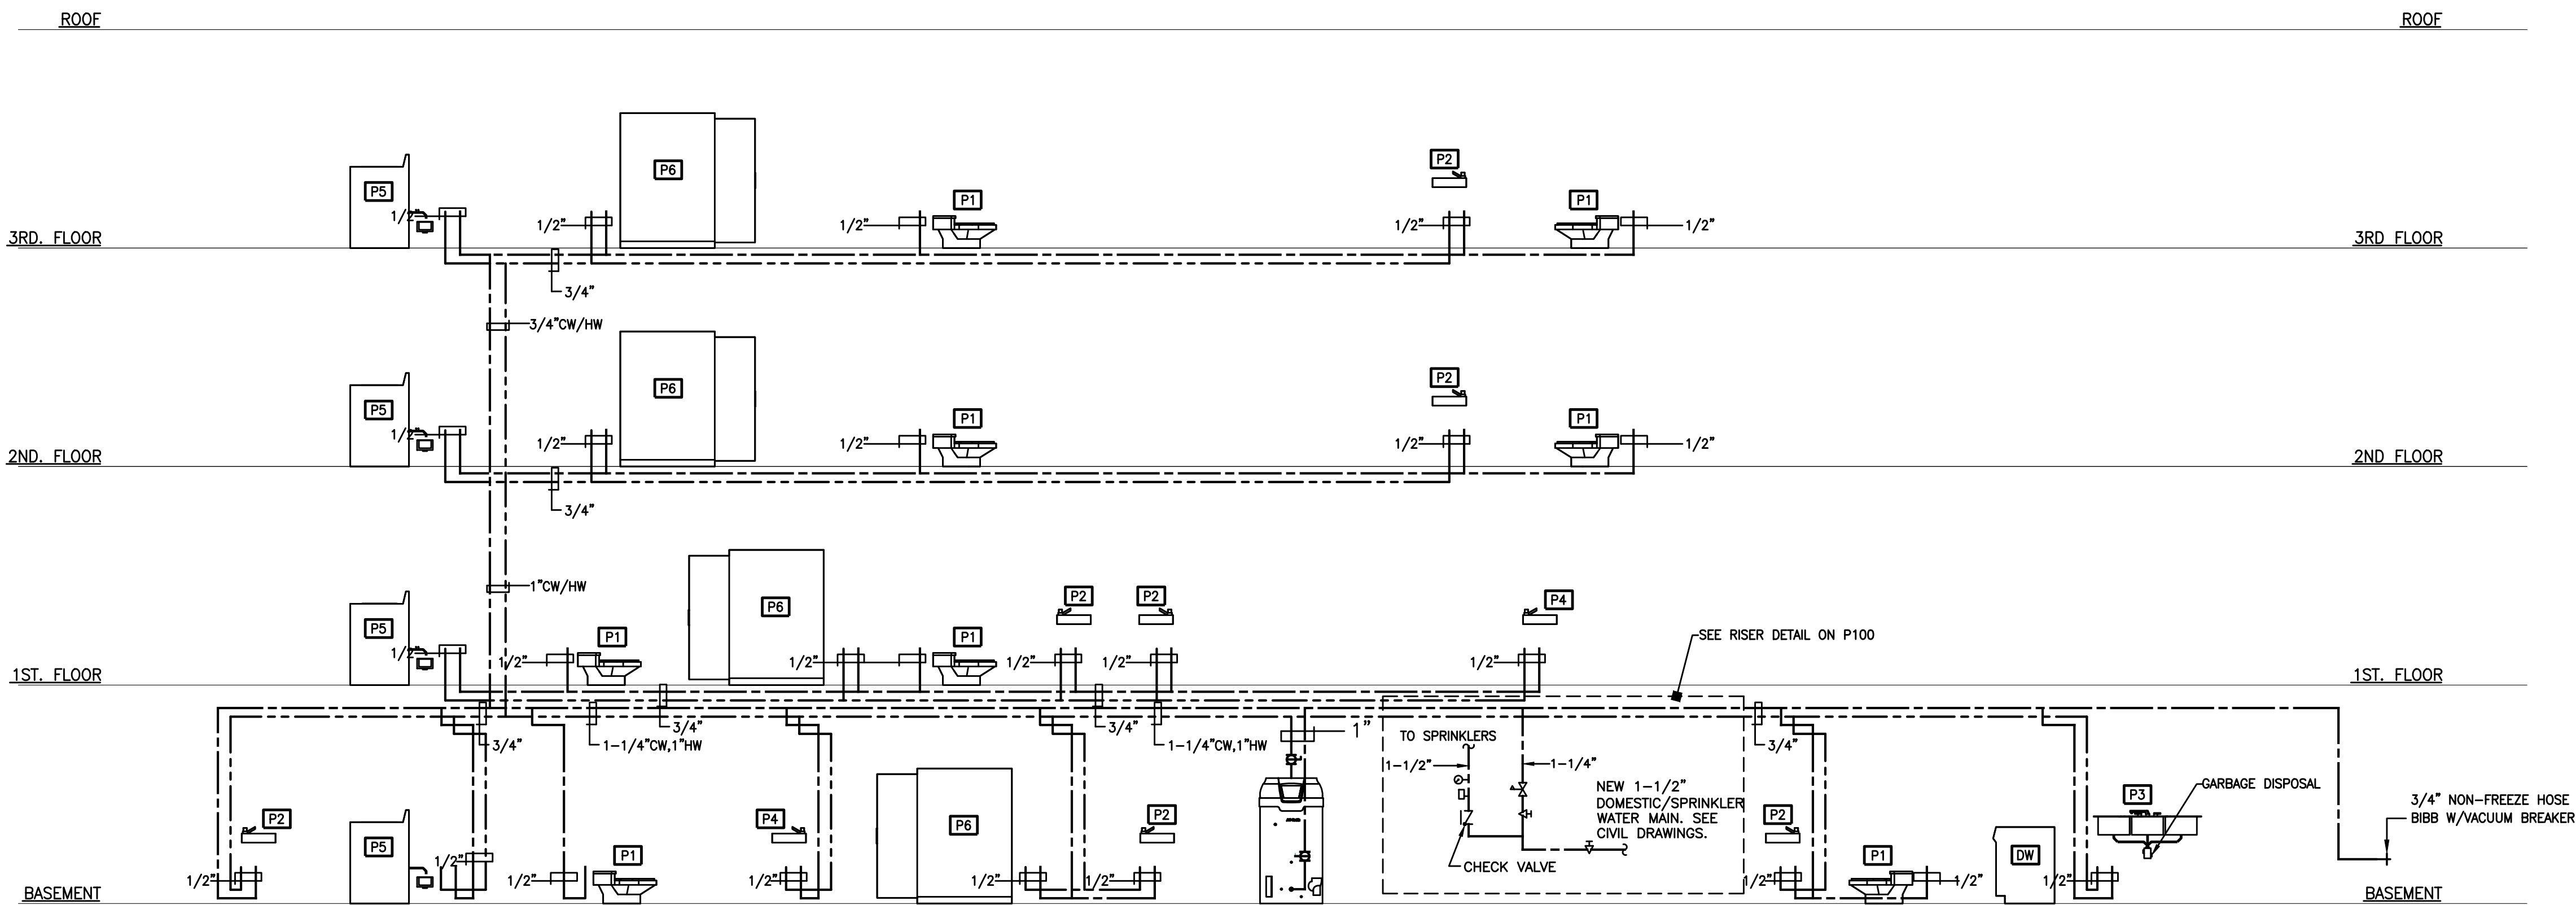 ROOF
ROOF
P6
P2
P5
P1
P1
1/2"
1/2"
1/2"
1/2"
1/2"
3RD. FLOOR
3RD FLOOR
3/4"
3/4"CW/HW
P6
P2
P5
P1
P1
1/2"
1/2"
1/2"
1/2"
1/2"
2ND. FLOOR
2ND FLOOR
3/4"
1"CW/HW
P6
P2
P2
P4
P5
P1
P1
SEE RISER DETAIL ON P100
1/2"
1/2"
1/2"
1/2"
1/2"
1/2"
1ST. FLOOR
1ST FLOOR
3/4"
3/4"
1"
3/4"
1-1/4"CW,1"HW
1-1/4"CW,1"HW
3/4"
TO SPRINKLERS
1-1/2"
1-1/4"
NEW 1-1/2"
DOMESTIC/SPRINKLER
WATER MAIN. SEE
CIVIL DRAWINGS.
GARBAGE DISPOSAL
P3
3/4" NON-FREEZE HOSE
BIBB W/VACUUM BREAKER
P2
P5
P4
P6
P2
P2
P1
P1
DW
CHECK VALVE
1/2"
1/2"
1/2"
1/2"
1/2"
1/2"
1/2"
1/2"
1/2"
BASEMENT
BASEMENT